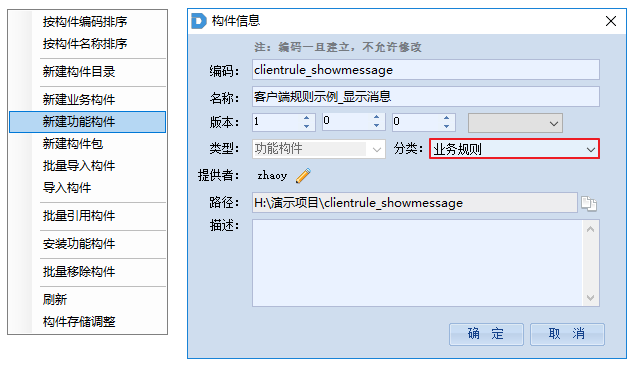 按构件编码排序
按构件名称排序
新建构件目录
新建业务构件
新建功能构件
新建构件包
批量导入构件
导入构件
批量引用构件
安装功能构件
批量移除构件
刷新
构件存储调整
构件信息
注：编码一旦建立，不允许修改
编码： clientrule_showmessage
名称： 客户端规则示例_显示消息
版本： 1 0 0
类型： 功能构件 分类： 业务规则
提供者： zhaoy
路径： H:\演示项目\clientrule_showmessage
描述：
确 定 取 消